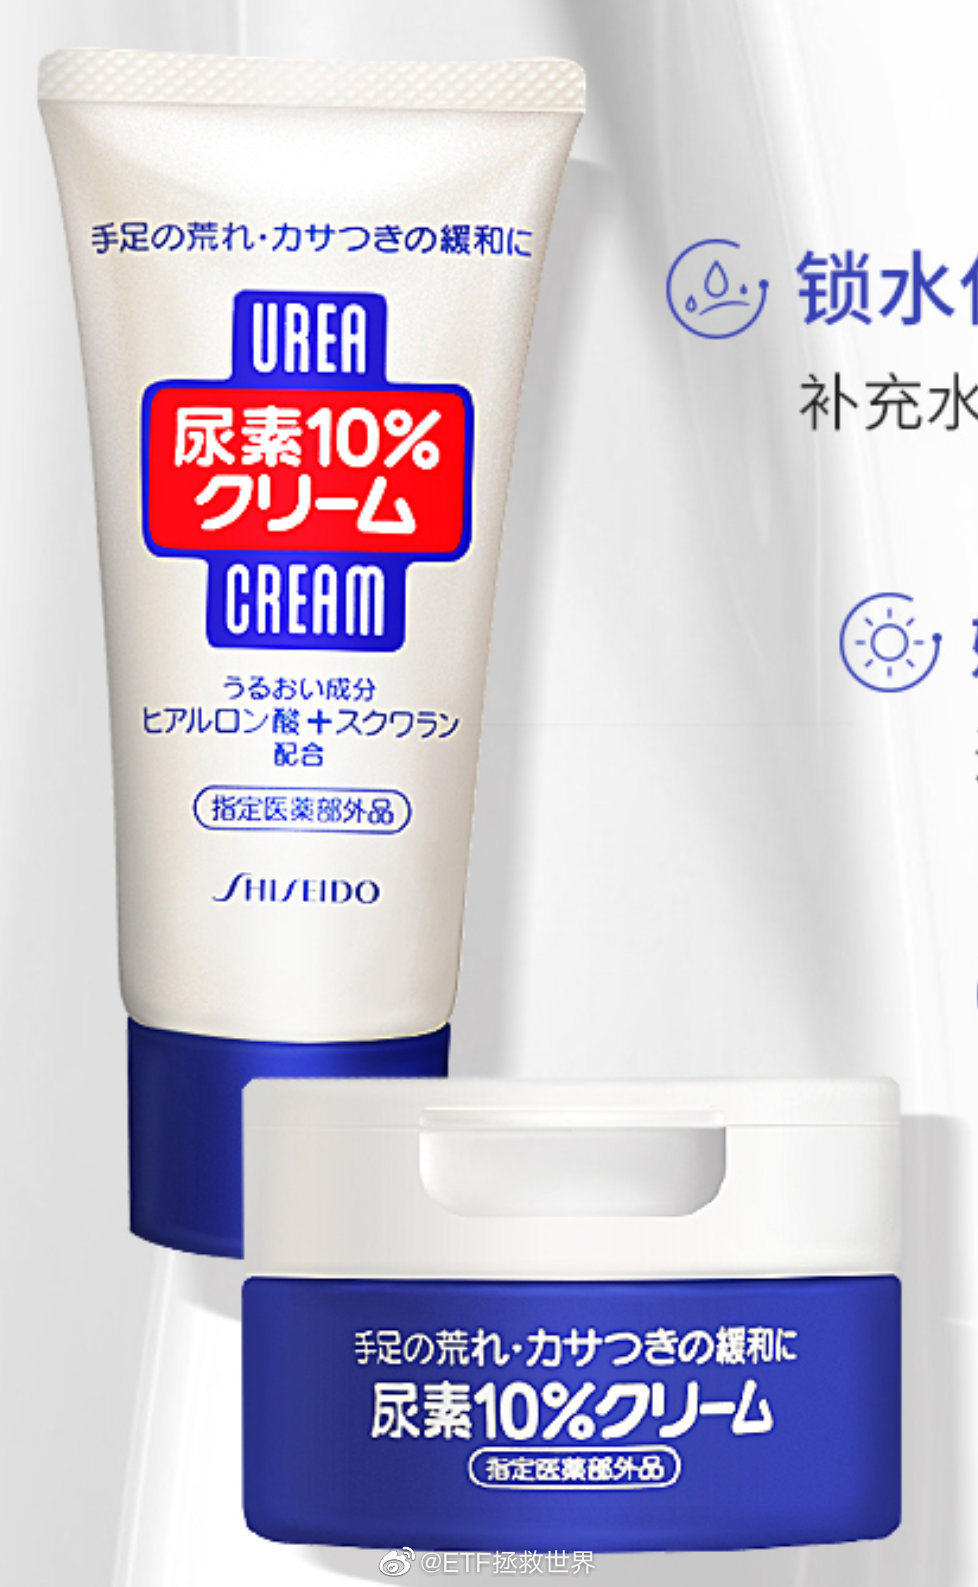 手足の荒れ・カサつきの緩和に
UREA
尿素10%
クリーム
CREAM
うるおい成分
ヒアルロン酸＋スクワラン
配合
指定医薬部外品
SHISEIDO
锁水
补充水
手足の荒れ・カサつきの緩和に
尿素10%クリーム
指定医薬部外品
@ETF拯救世界